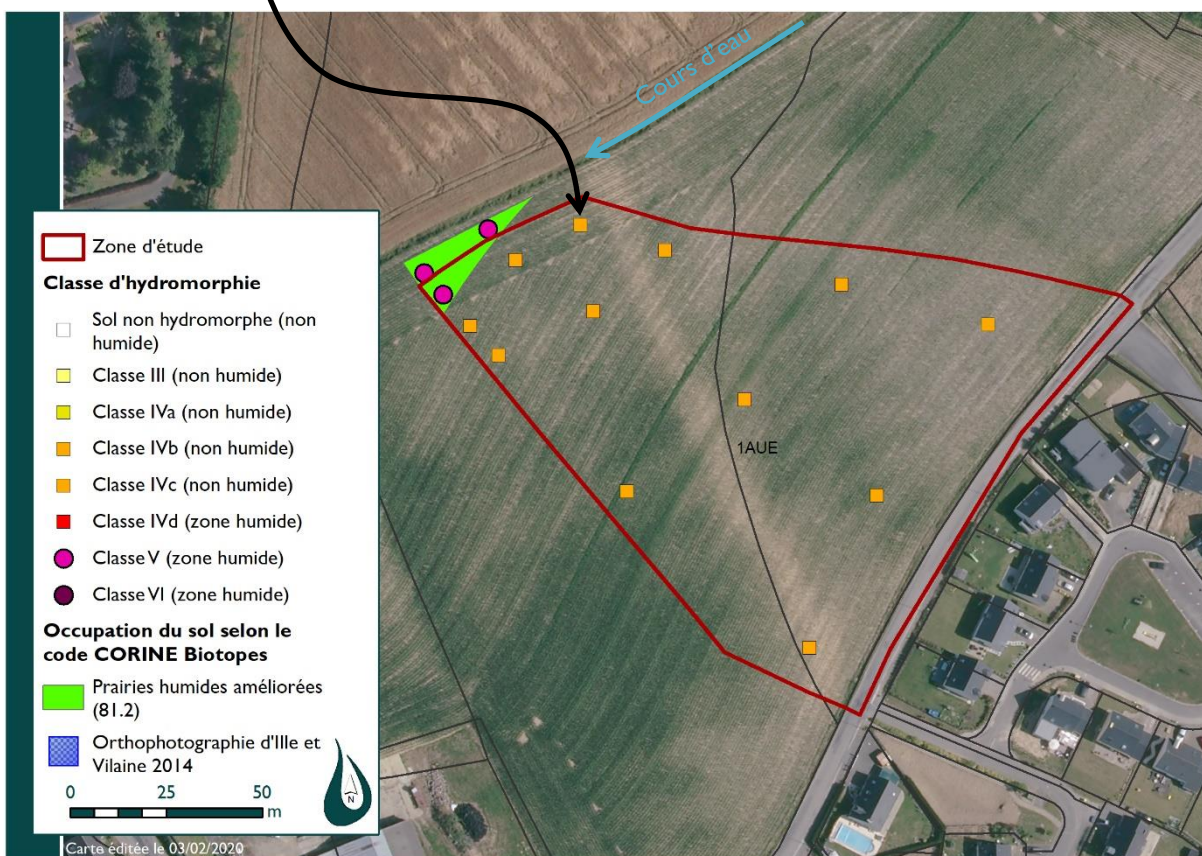 Cours d'eau
Zone d'étude
Classe d'hydromorphie
Sol non hydromorphe (non
humide)
Classe III (non humide)
Classe IVa (non humide)
Classe IVb (non humide)
Classe IVc (non humide)
Classe IVd (zone humide)
Classe V (zone humide)
Classe VI (zone humide)
Occupation du sol selon le
code CORINE Biotopes
Prairies humides améliorées
(81.2)
Orthophotographie d'Ille et
Vilaine 2014
0 25 50
m
N
1AUE
Carte éditée le 03/02/2020